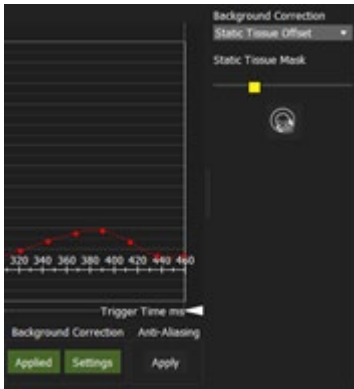 Background Correction
Static Tissue Offset
Static Tissue Mask
320 340 360 380 400 420 440 460
Trigger Time ms
Background Correction Anti-Aliasing
Applied Settings Apply